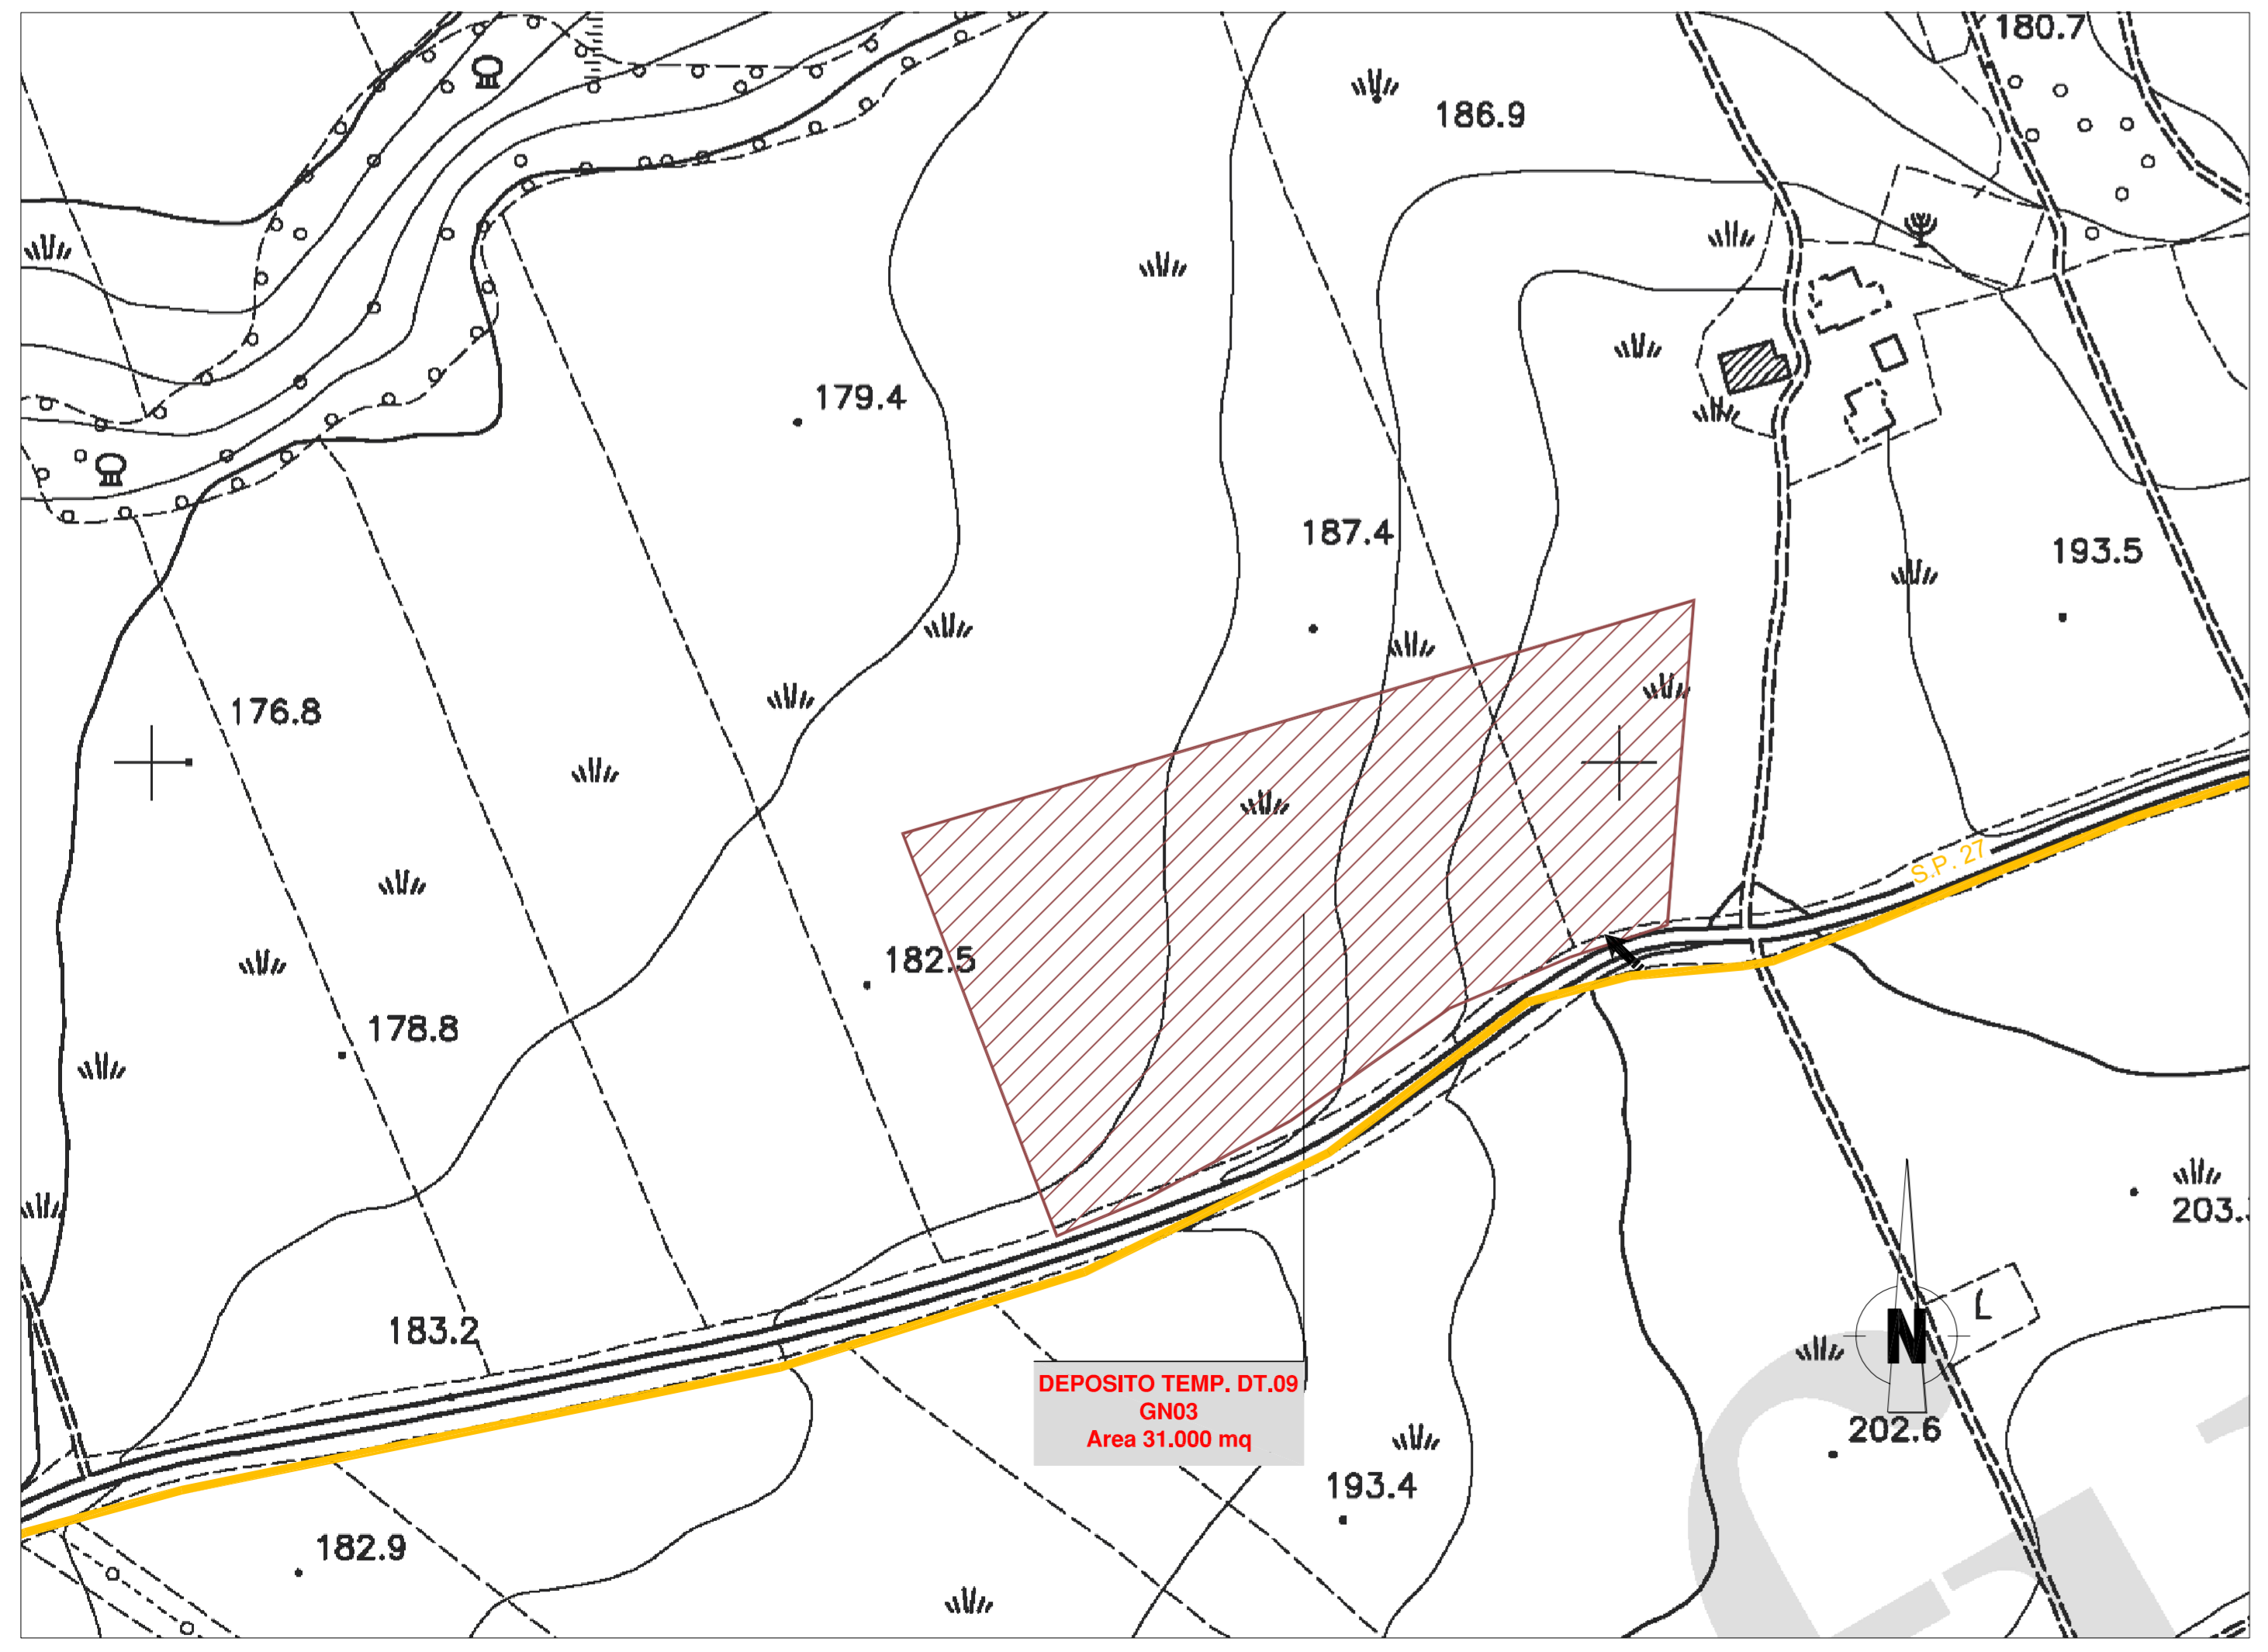 180.7
186.9
179.4
187.4
193.5
176.8
S.P. 27
182.5
178.8
203.
183.2
N
DEPOSITO TEMP. DT.09
GN03
Area 31.000 mq
202.6
193.4
182.9